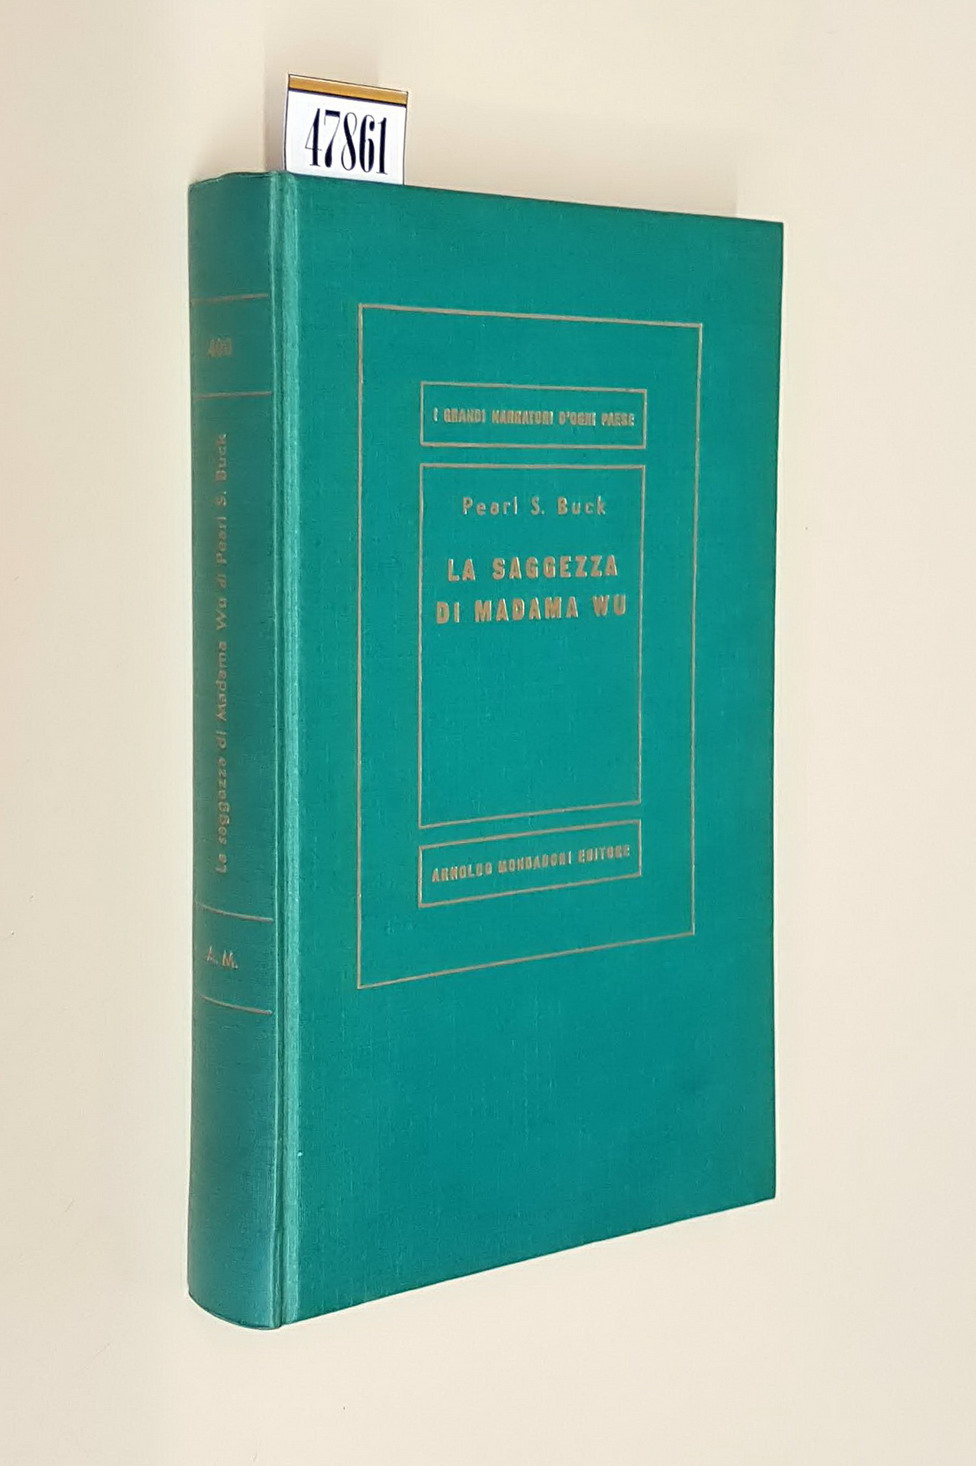 47861
400
La saggezza di Madama Wu di Pearl S. Buck
A. M.
I GRANDI NARRATORI D'OGNI PAESE
Pearl S. Buck
LA SAGGEZZA
DI MADAMA WU
ARNOLDO MONDADORI EDITORE